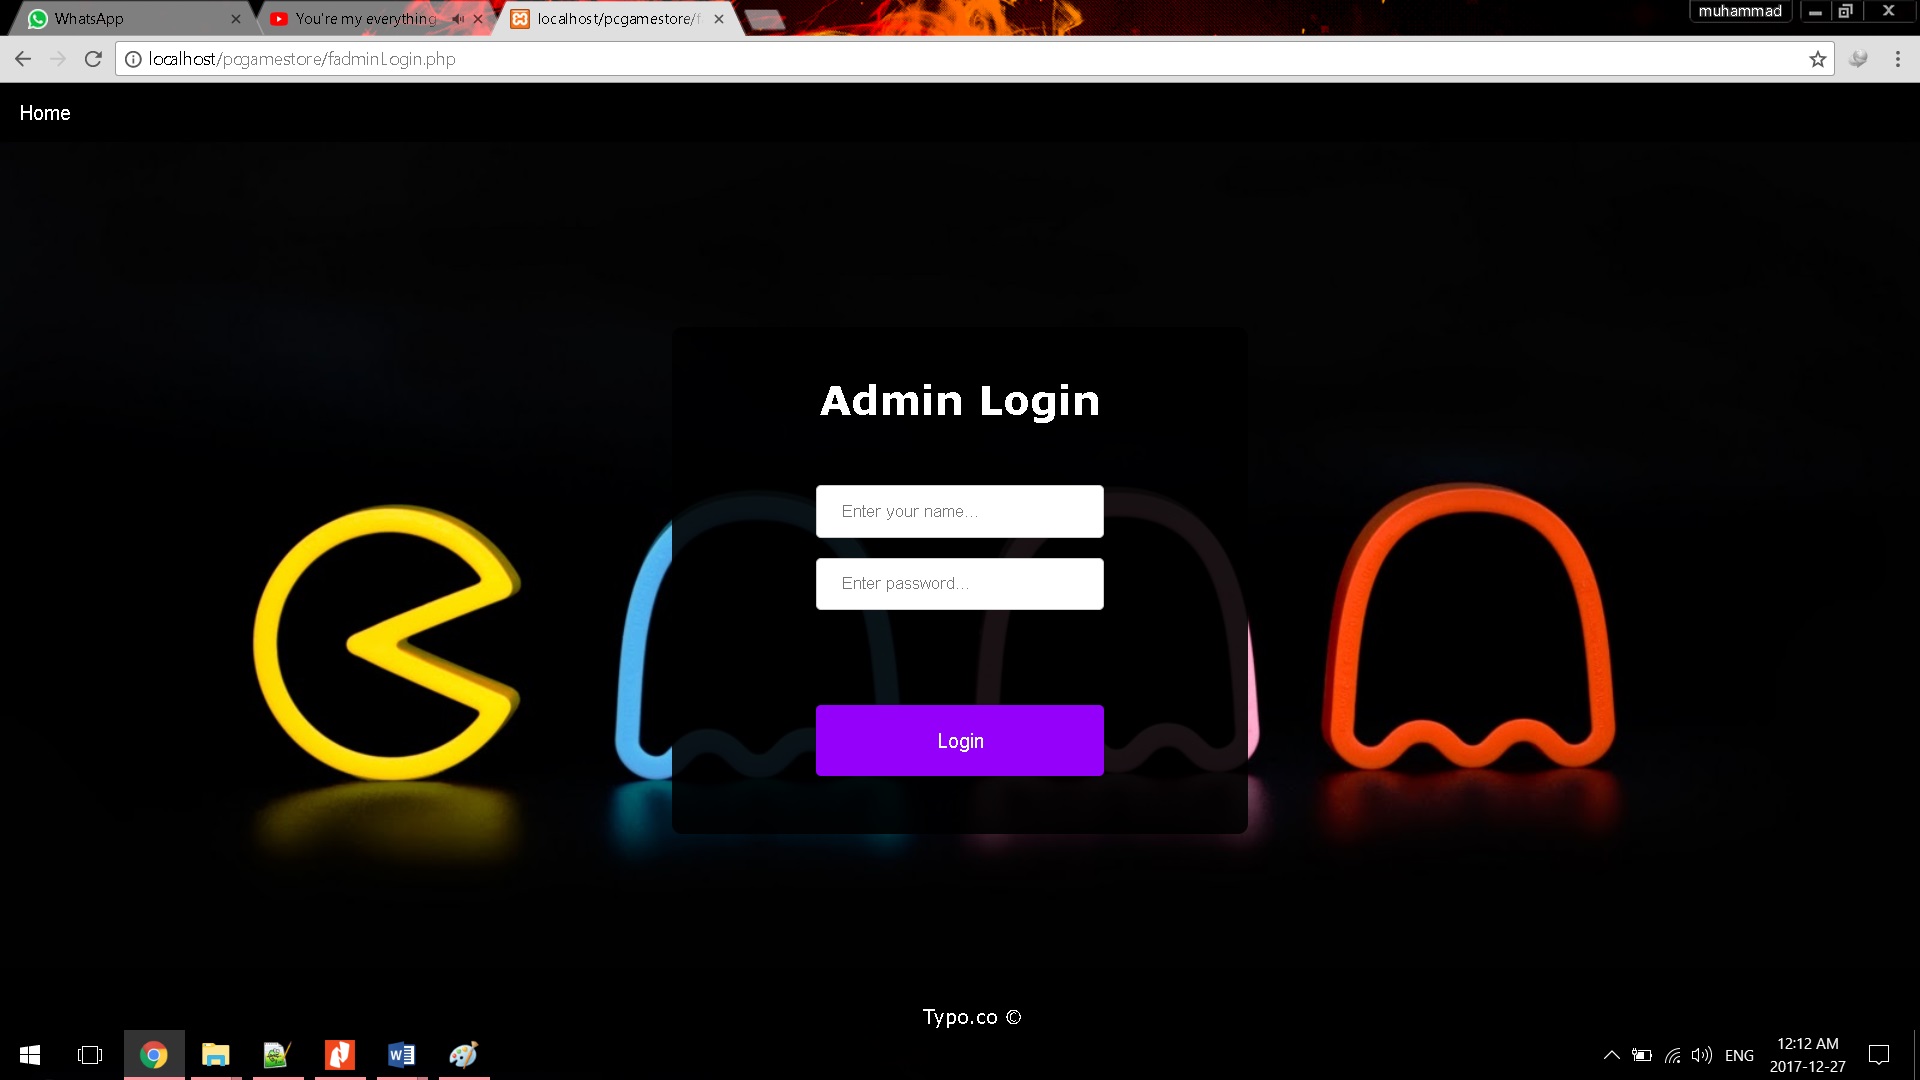 WhatsApp
You're my everything
localhost/pcgamestore/f
muhammad
localhost/pcgamestore/fadminLogin.php
Home
Admin Login
Enter your name...
Enter password...
Login
Typo.co ©
ENG
12:12 AM
2017-12-27